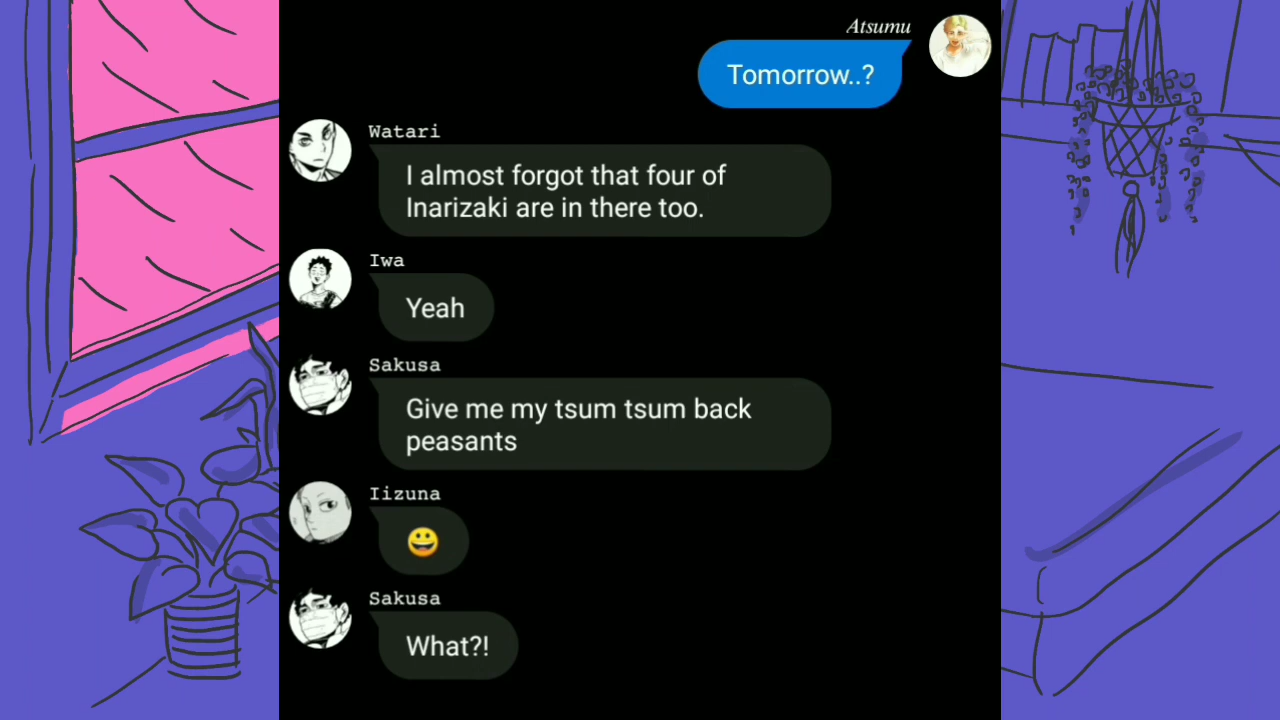 Atsumu
Tomorrow..?
Watari
I almost forgot that four of
Inarizaki are in there too.
Iwa
Yeah
Sakusa
Give me my tsum tsum back
peasants
Iizuna
😀
Sakusa
What?!